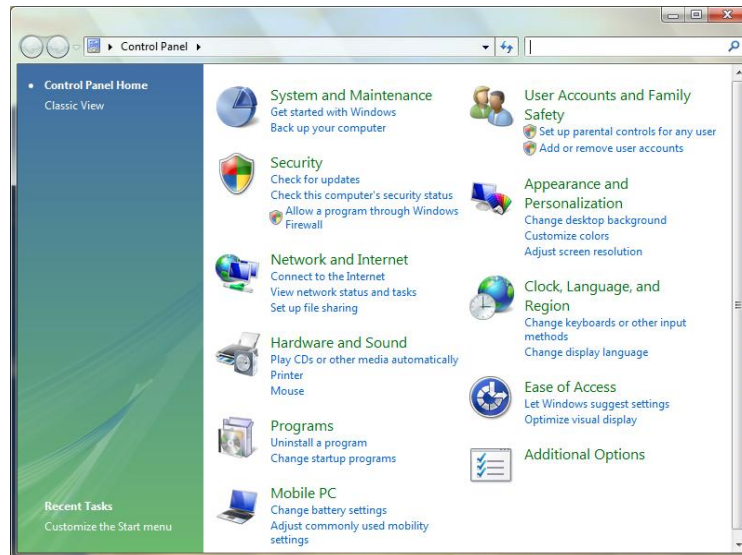 Control Panel
Control Panel Home
Classic View
Recent Tasks
Customize the Start menu
System and Maintenance
Get started with Windows
Back up your computer
Security
Check for updates
Check this computer's security status
Allow a program through Windows
Firewall
Network and Internet
Connect to the Internet
View network status and tasks
Set up file sharing
Hardware and Sound
Play CDs or other media automatically
Printer
Mouse
Programs
Uninstall a program
Change startup programs
Mobile PC
Change battery settings
Adjust commonly used mobility
settings
User Accounts and Family
Safety
Set up parental controls for any user
Add or remove user accounts
Appearance and
Personalization
Change desktop background
Customize colors
Adjust screen resolution
Clock, Language, and
Region
Change keyboards or other input
methods
Change display language
Ease of Access
Let Windows suggest settings
Optimize visual display
Additional Options